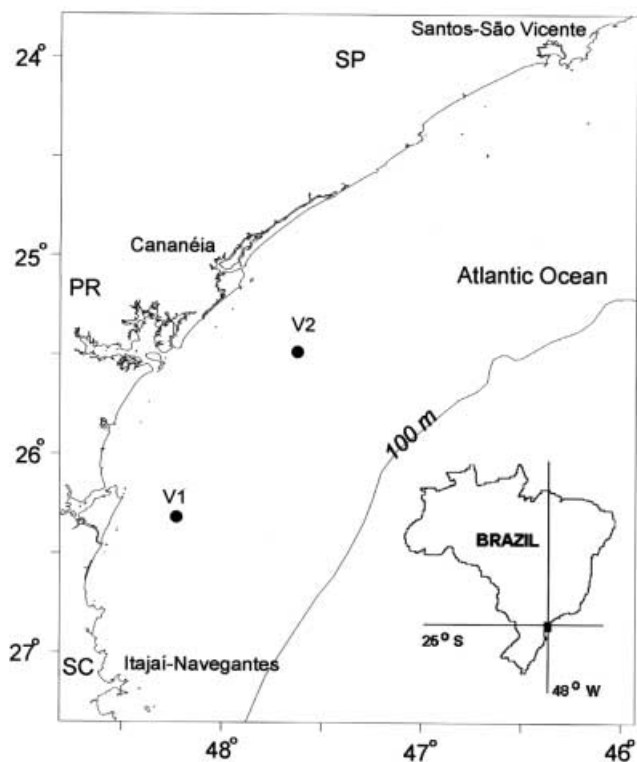 Santos-São Vicente
24°
SP
Cananéia
25°
PR
Atlantic Ocean
V2
100 m
26°
V1
BRAZIL
25° S
27°
SC
Itajaí-Navegantes
48° W
48°
47°
46°